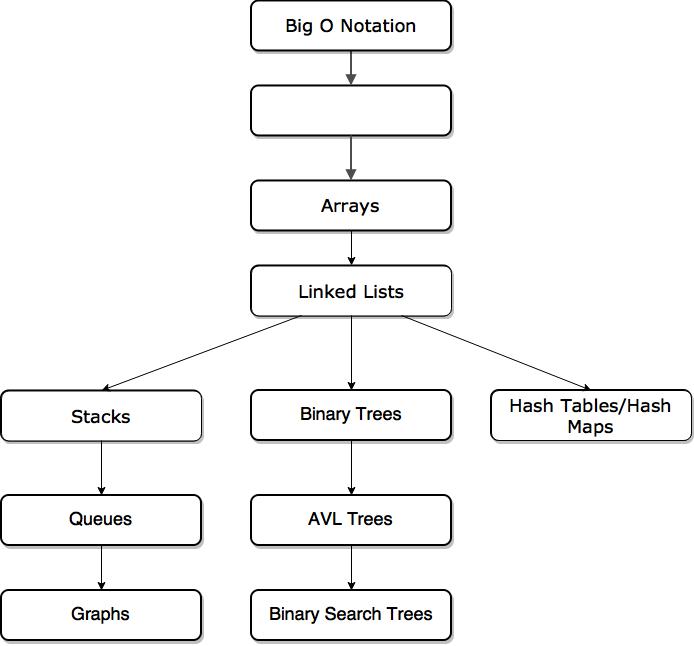 Big O Notation
Arrays
Linked Lists
Stacks
Binary Trees
Hash Tables/Hash
Maps
Queues
AVL Trees
Graphs
Binary Search Trees